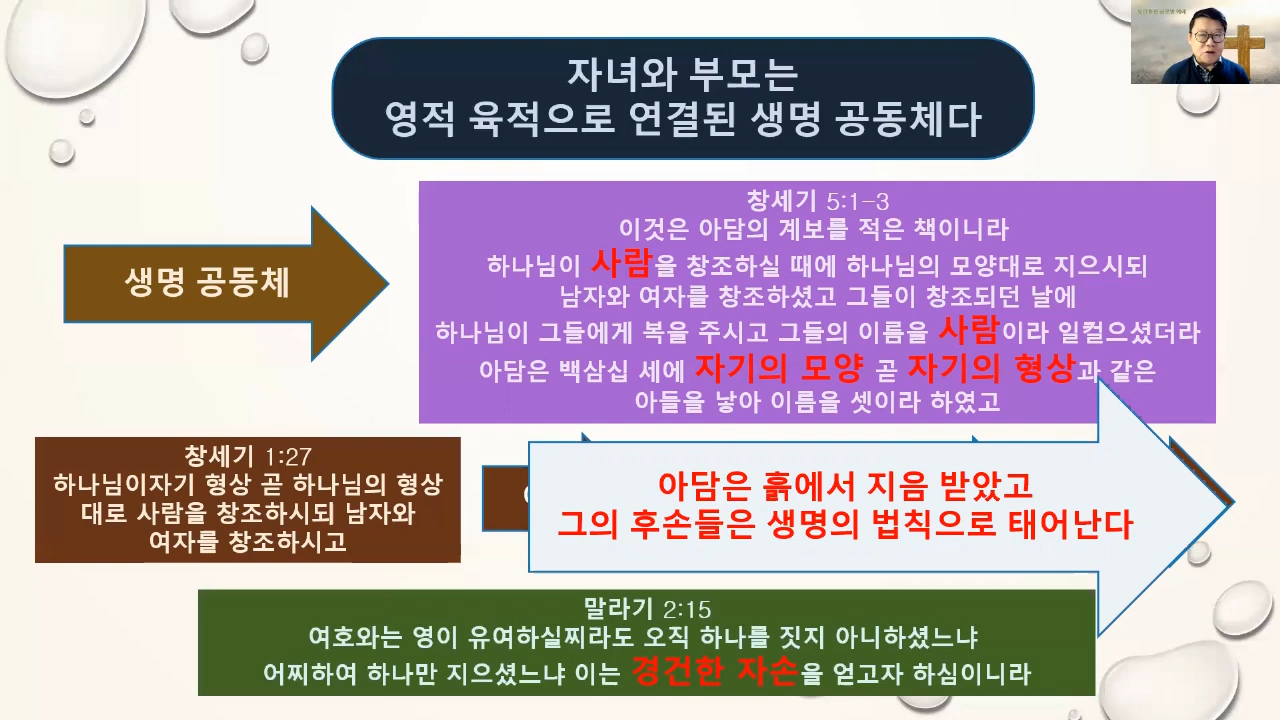 자녀와 부모는
영적 육적으로 연결된 생명 공동체다
생명 공동체
창세기 5:1-3
이것은 아담의 계보를 적은 책이니라
하나님이 사람을 창조하실 때에 하나님의 모양대로 지으시되
남자와 여자를 창조하셨고 그들이 창조되던 날에
하나님이 그들에게 복을 주시고 그들의 이름을 사람이라 일컬으셨더라
아담은 백삼십 세에 자기의 모양 곧 자기의 형상과 같은
아들을 낳아 이름을 셋이라 하였고
창세기 1:27
하나님이자기 형상 곧 하나님의 형상
대로 사람을 창조하시되 남자와
여자를 창조하시고
아담은 흙에서 지음 받았고
그의 후손들은 생명의 법칙으로 태어난다
말라기 2:15
여호와는 영이 유여하실찌라도 오직 하나를 짓지 아니하셨느냐
어찌하여 하나만 지으셨느냐 이는 경건한 자손을 얻고자 하심이니라